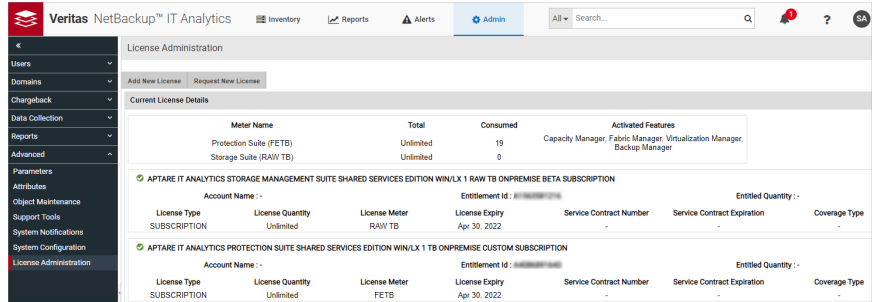 Veritas NetBackup™ IT Analytics
Inventory
Reports
Alerts
Admin
All
Search...
1
?
SA
«
Users
Domains
Chargeback
Data Collection
Reports
Advanced
Parameters
Attributes
Object Maintenance
Support Tools
System Notifications
System Configuration
License Administration
License Administration
Add New License Request New License
Current License Details
Meter Name Total Consumed Activated Features
Protection Suite (FETB) Unlimited 19 Capacity Manager, Fabric Manager, Virtualization Manager,
Backup Manager
Storage Suite (RAW TB) Unlimited 0
APTARE IT ANALYTICS STORAGE MANAGEMENT SUITE SHARED SERVICES EDITION WIN/LX 1 RAW TB ONPREMISE BETA SUBSCRIPTION
Account Name : - Entitlement Id : Entitled Quantity : -
License Type License Quantity License Meter License Expiry Service Contract Number Service Contract Expiration Coverage Type
SUBSCRIPTION Unlimited RAW TB Apr 30, 2022 - - -
APTARE IT ANALYTICS PROTECTION SUITE SHARED SERVICES EDITION WIN/LX 1 TB ONPREMISE CUSTOM SUBSCRIPTION
Account Name : - Entitlement Id : Entitled Quantity : -
License Type License Quantity License Meter License Expiry Service Contract Number Service Contract Expiration Coverage Type
SUBSCRIPTION Unlimited FETB Apr 30, 2022 - - -